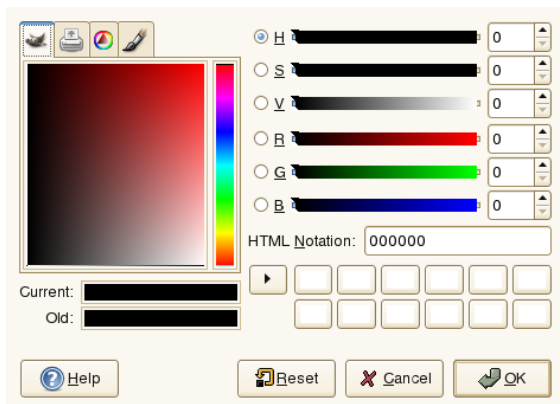 H 0
S 0
V 0
R 0
G 0
B 0
HTML Notation: 000000
Current:
Old:
Help Reset Cancel OK